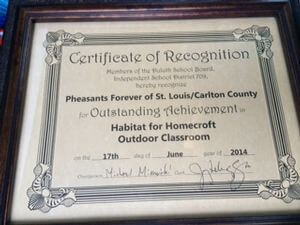 Certificate of Recognition
Members of the Duluth School Board,
Independent School District 709,
hereby recognize
Pheasants Forever of St. Louis/Carlton County
for Outstanding Achievement in
Habitat for Homecroft
Outdoor Classroom
on the 17th day of June year of 2014
Chairperson